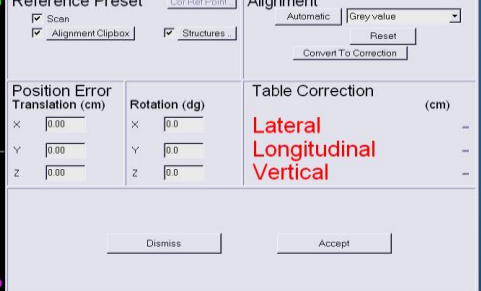 Reference Preset
Cor Ref Point..
Alignment
Scan
Automatic
Grey value
Alignment Clipbox
Structures ..
Reset
Convert To Correction
Position Error
Table Correction
Translation (cm)
Rotation (dg)
(cm)
X 0.00 X 0.0
Lateral -
Y 0.00 Y 0.0
Longitudinal -
Z 0.00 Z 0.0
Vertical -
Dismiss
Accept